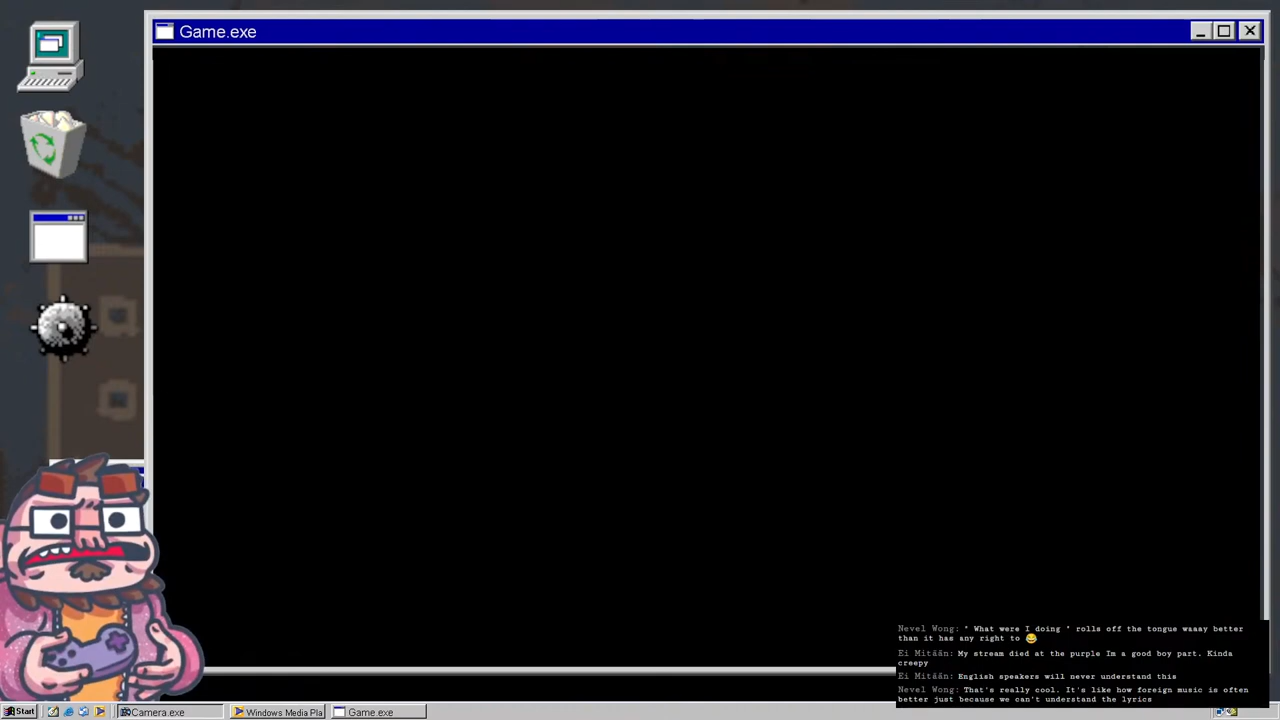 Game.exe
Nevel Wong: " What were I doing " rolls off the tongue waaay better
than it has any right to 😂
Ei Mitään: My stream died at the purple Im a good boy part. Kinda
creepy
Ei Mitään: English speakers will never understand this
Nevel Wong: That's really cool. It's like how foreign music is often
better just because we can't understand the lyrics
Start
Camera.exe
Windows Media Pla
Game.exe